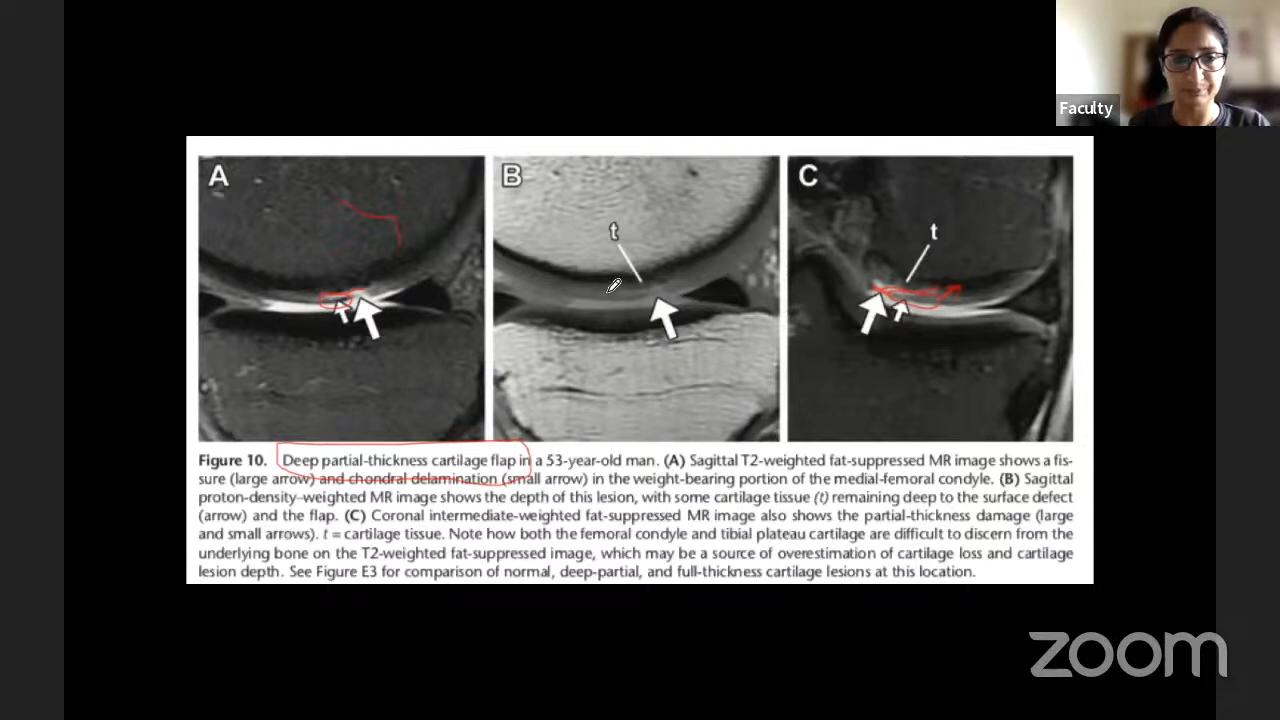 Faculty
A
B
C
t
t
Figure 10. Deep partial-thickness cartilage flap in a 53-year-old man. (A) Sagittal T2-weighted fat-suppressed MR image shows a fis-
sure (large arrow) and chondral delamination (small arrow) in the weight-bearing portion of the medial-femoral condyle. (B) Sagittal
proton-density–weighted MR image shows the depth of this lesion, with some cartilage tissue (t) remaining deep to the surface defect
(arrow) and the flap. (C) Coronal intermediate-weighted fat-suppressed MR image also shows the partial-thickness damage (large
and small arrows). t = cartilage tissue. Note how both the femoral condyle and tibial plateau cartilage are difficult to discern from the
underlying bone on the T2-weighted fat-suppressed image, which may be a source of overestimation of cartilage loss and cartilage
lesion depth. See Figure E3 for comparison of normal, deep-partial, and full-thickness cartilage lesions at this location.
zoom